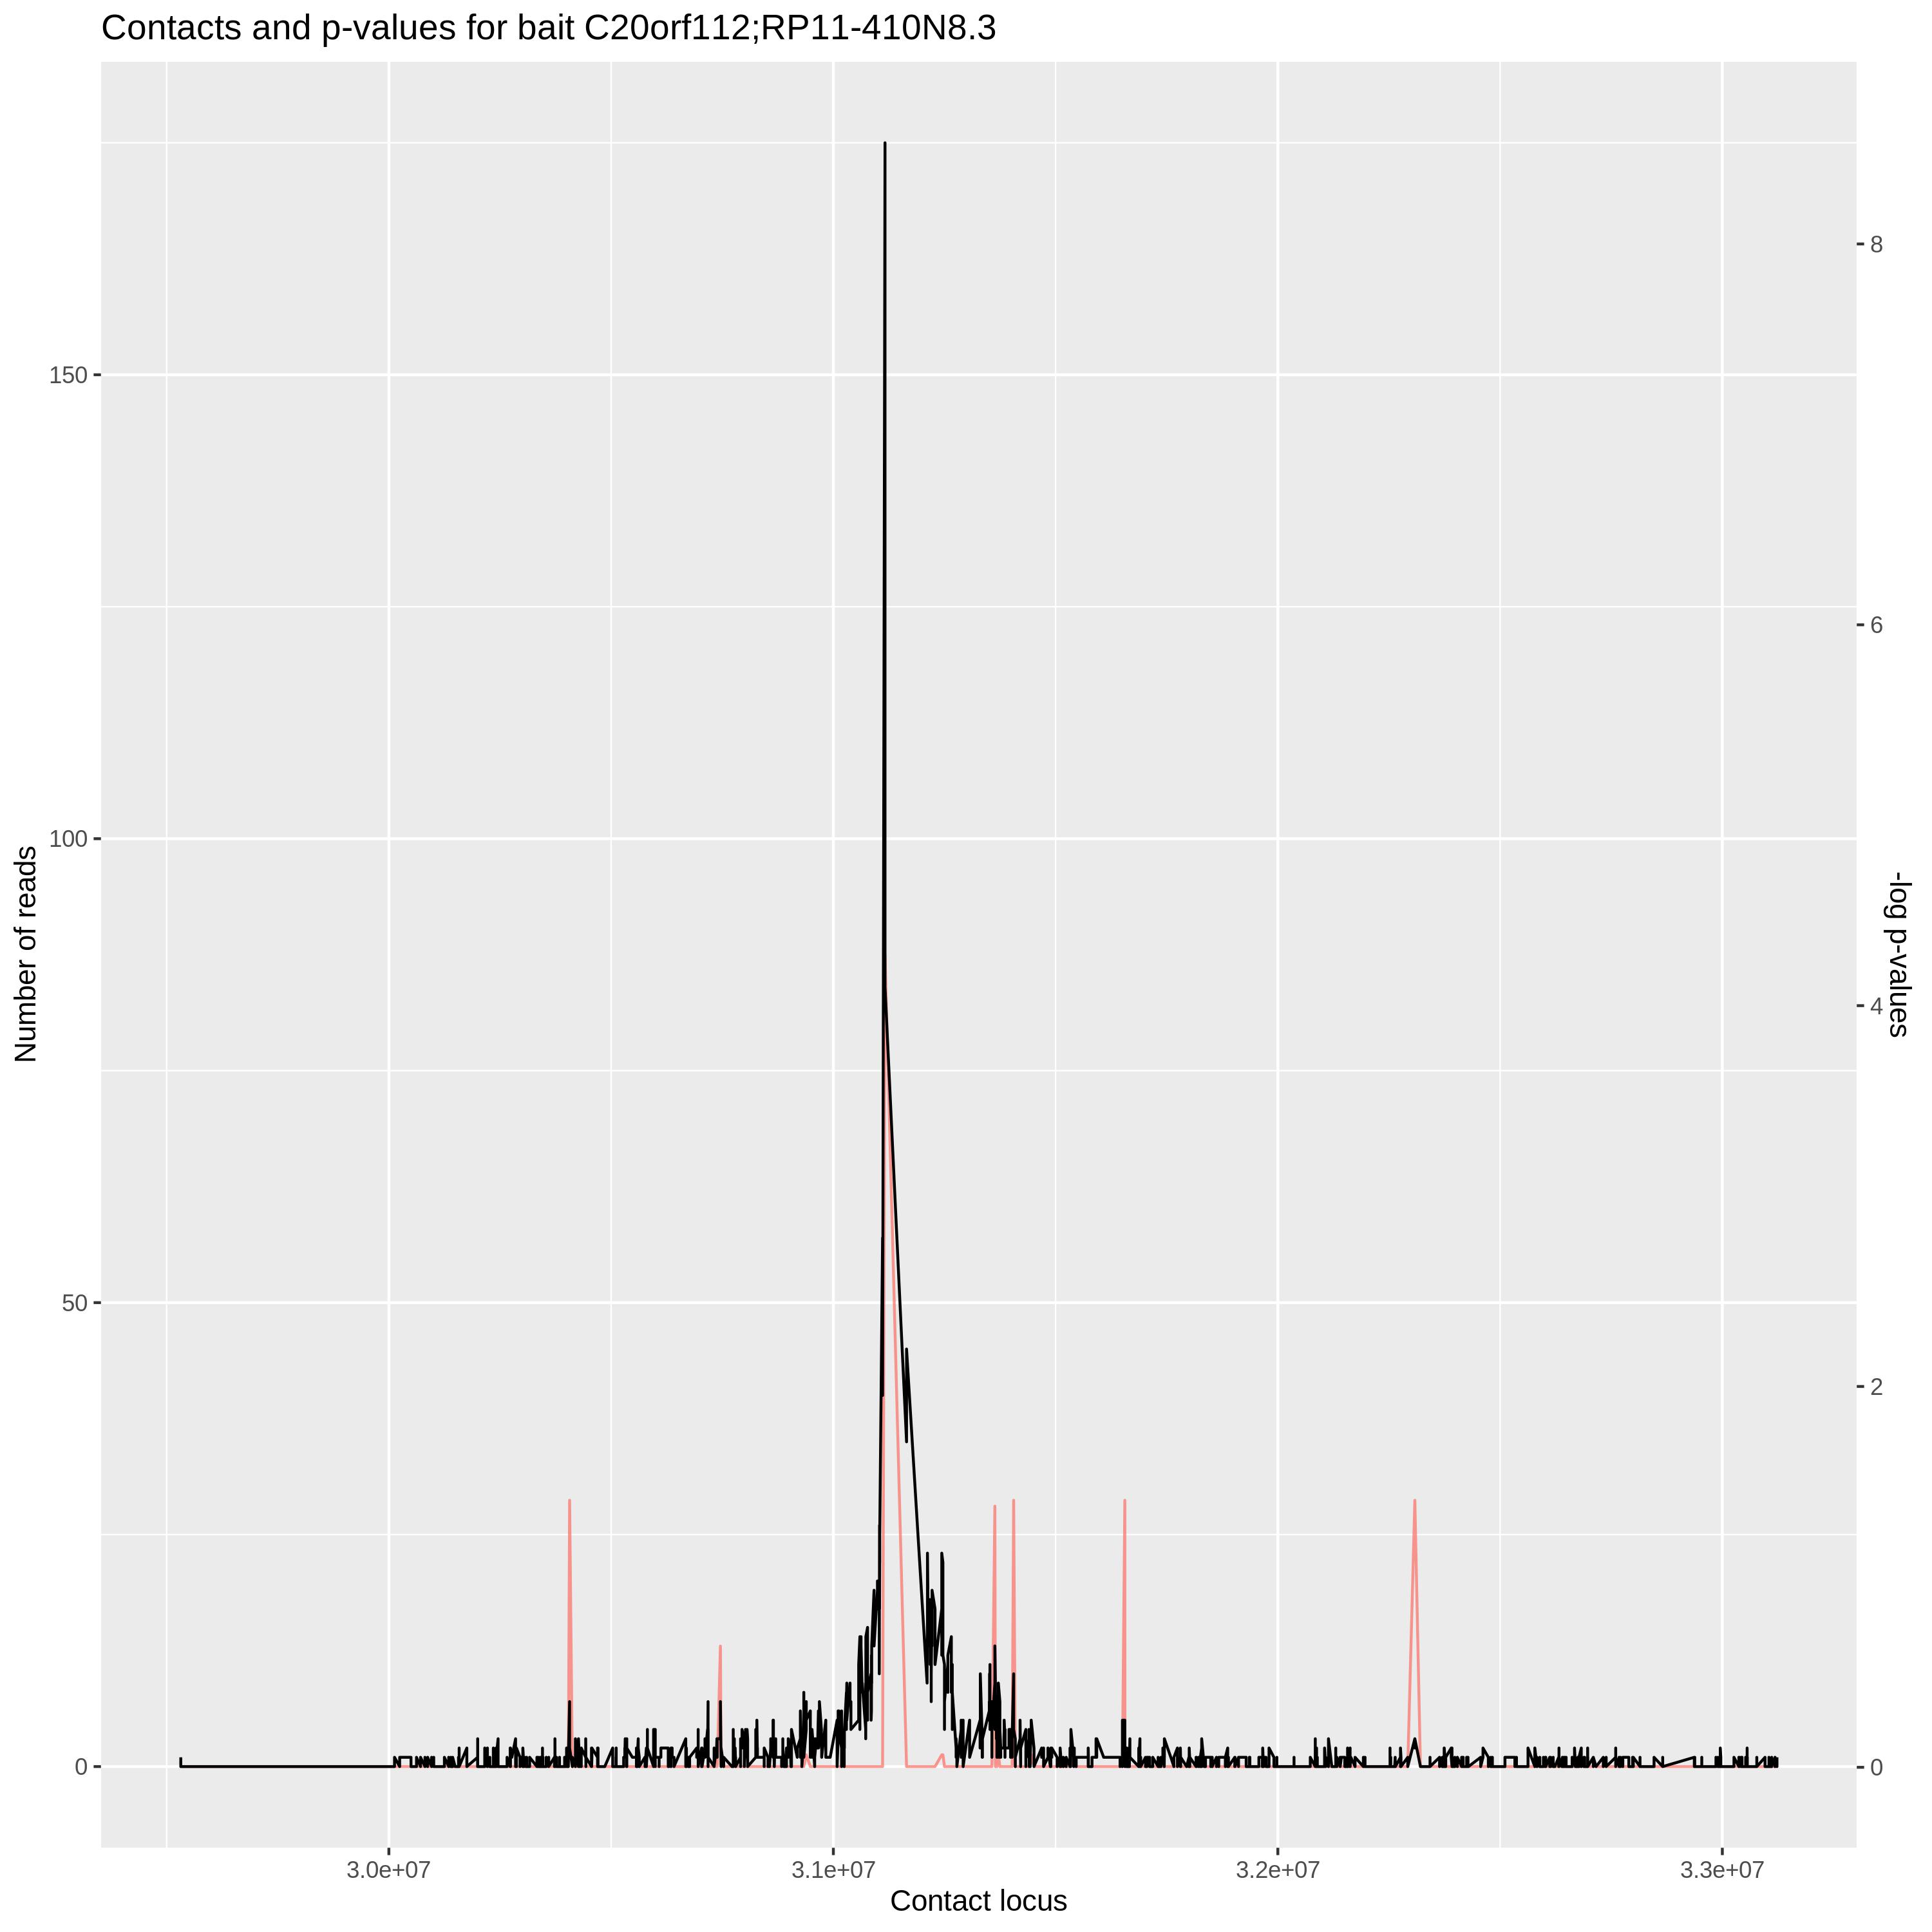 Contacts and p-values for bait C20orf112;RP11-410N8.3
150
100
50
0
Number of reads
8
6
4
2
0
-log p-values
3.0e+07
3.1e+07
3.2e+07
3.3e+07
Contact locus